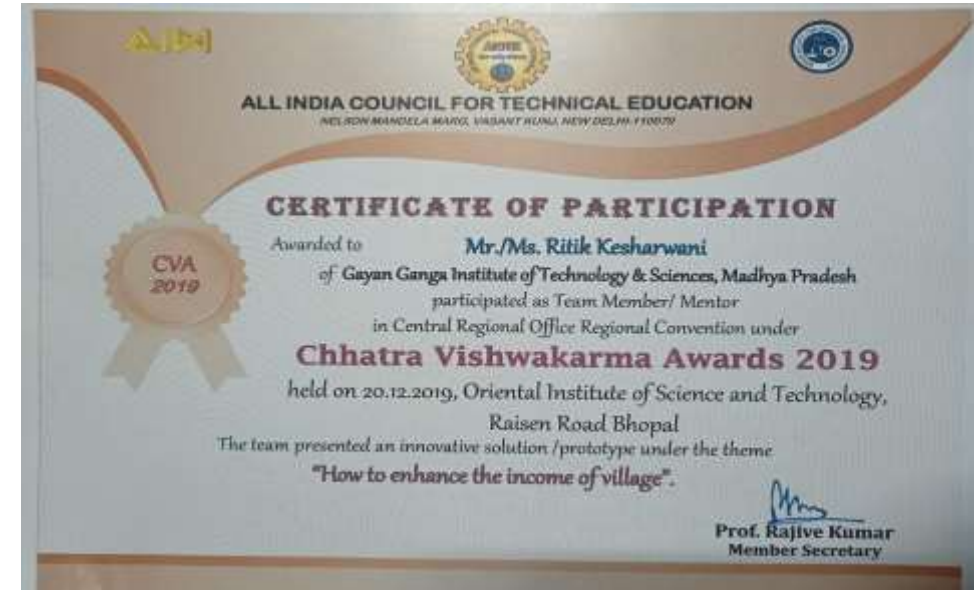 ALL INDIA COUNCIL FOR TECHNICAL EDUCATION
NELSON MANDELA MARG, VASANT KUNJ, NEW DELHI-110070
CERTIFICATE OF PARTICIPATION
Awarded to Mr./Ms. Ritik Kesharwani
CVA
2019
of Gayan Ganga Institute of Technology & Sciences, Madhya Pradesh
participated as Team Member/ Mentor
in Central Regional Office Regional Convention under
Chhatra Vishwakarma Awards 2019
held on 20.12.2019, Oriental Institute of Science and Technology,
Raisen Road Bhopal
The team presented an innovative solution /prototype under the theme
"How to enhance the income of village".
Prof. Rajive Kumar
Member Secretary